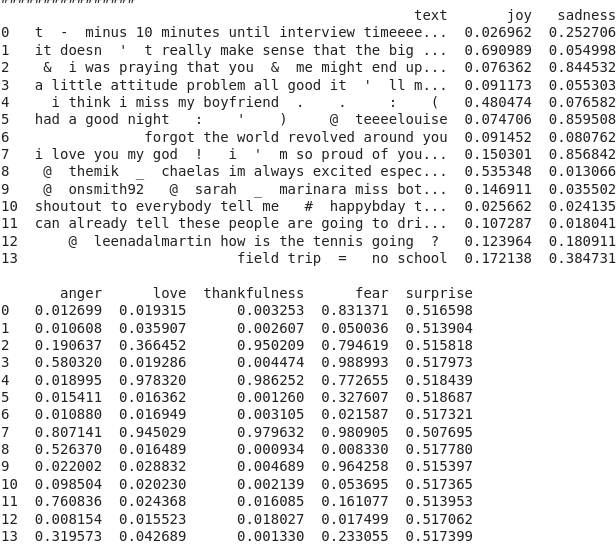 text joy sadness
0 t - minus 10 minutes until interview timeeee... 0.026962 0.252706
1 it doesn ' t really make sense that the big ... 0.690989 0.054998
2 & i was praying that you & me might end up... 0.076362 0.844532
3 a little attitude problem all good it ' ll m... 0.091173 0.055303
4 i think i miss my boyfriend . . : ( 0.480474 0.076582
5 had a good night : ' ) @ teeeelouise 0.074706 0.859508
6 forgot the world revolved around you 0.091452 0.080762
7 i love you my god ! i ' m so proud of you... 0.150301 0.856842
8 @ themik _ chaelas im always excited espec... 0.535348 0.013066
9 @ onsmith92 @ sarah _ marinara miss bot... 0.146911 0.035502
10 shoutout to everybody tell me # happybday t... 0.025662 0.024135
11 can already tell these people are going to dri... 0.107287 0.018041
12 @ leenadalmartin how is the tennis going ? 0.123964 0.180911
13 field trip = no school 0.172138 0.384731
anger love thankfulness fear surprise
0 0.012699 0.019315 0.003253 0.831371 0.516598
1 0.010608 0.035907 0.002607 0.050036 0.513904
2 0.190637 0.366452 0.950209 0.794619 0.515818
3 0.580320 0.019286 0.004474 0.988993 0.517973
4 0.018995 0.978320 0.986252 0.772655 0.518439
5 0.015411 0.016362 0.001260 0.327607 0.518687
6 0.010880 0.016949 0.003105 0.021587 0.517321
7 0.807141 0.945029 0.979632 0.980905 0.507695
8 0.526370 0.016489 0.000934 0.008330 0.517780
9 0.022002 0.028832 0.004689 0.964258 0.515397
10 0.098504 0.020230 0.002139 0.053695 0.517365
11 0.760836 0.024368 0.016085 0.161077 0.513953
12 0.008154 0.015523 0.018027 0.017499 0.517062
13 0.319573 0.042689 0.001330 0.233055 0.517399